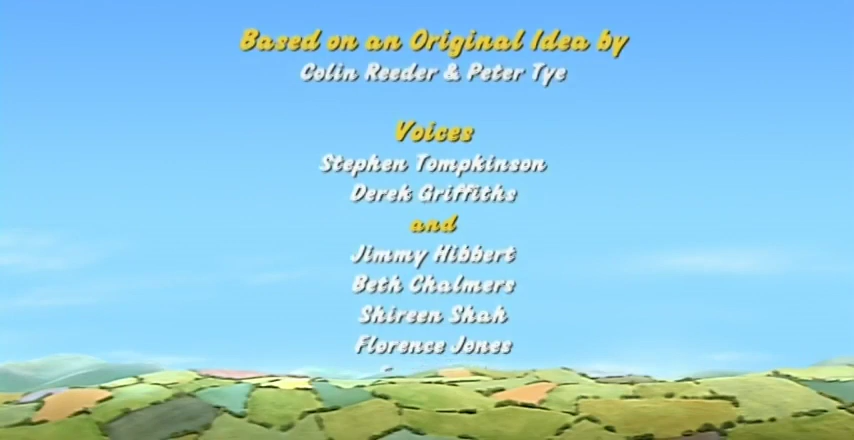 Based on an Original Idea by
Colin Reeder & Peter Tye
Voices
Stephen Tompkinson
Derek Griffiths
and
Jimmy Hibbert
Beth Chalmers
Shireen Shah
Florence Jones